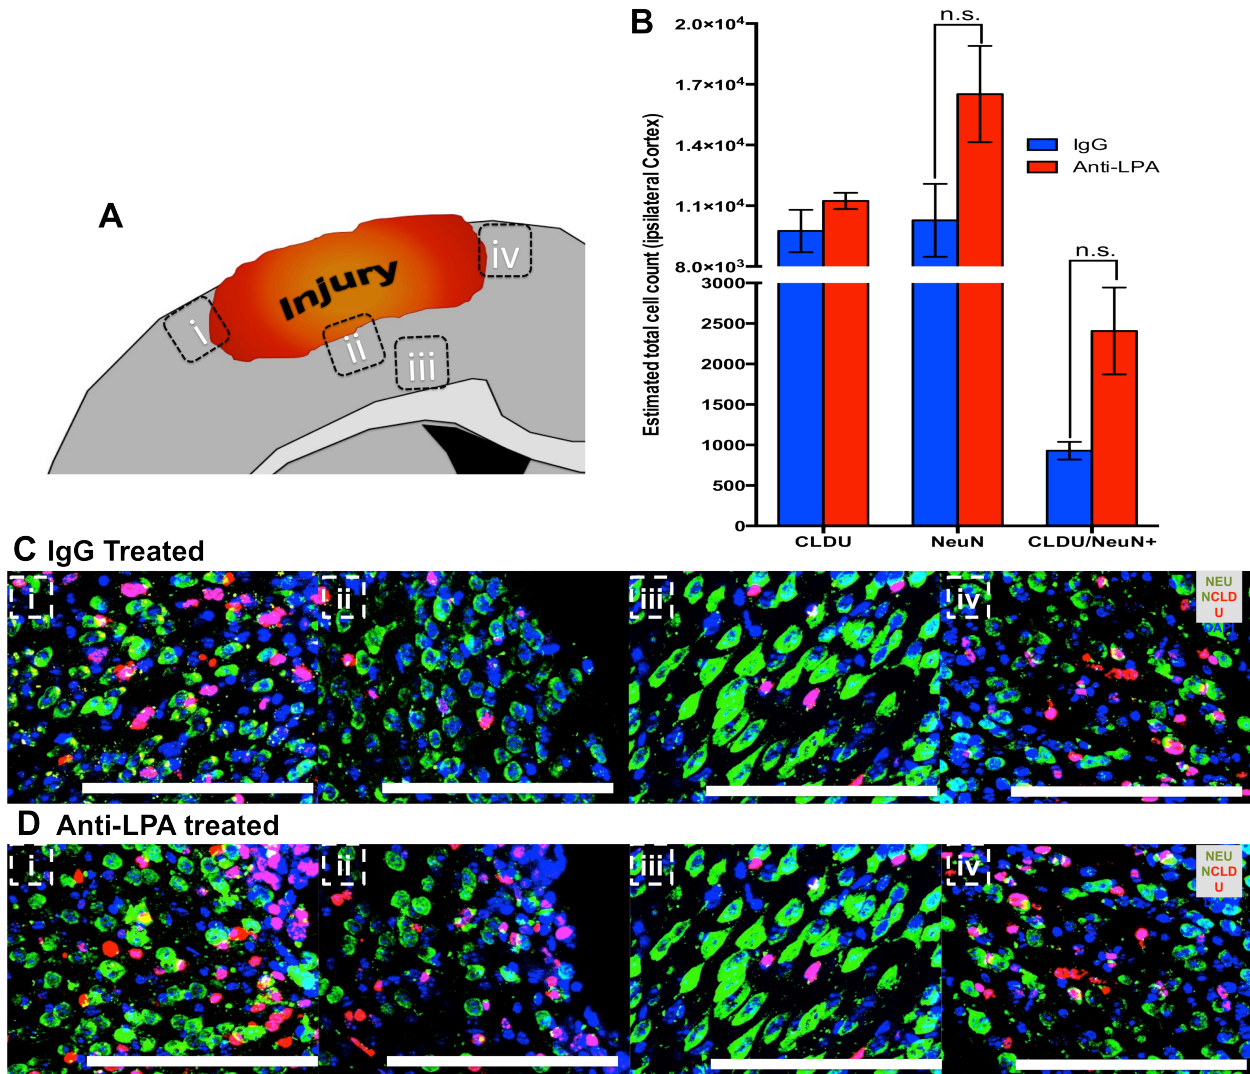 A
Injury
i
ii
iii
iv
B
Estimated total cell count (ipsilateral Cortex)
2.0×10⁴
1.7×10⁴
1.4×10⁴
1.1×10⁴
8.0×10³
3000
2500
2000
1500
1000
500
0
n.s.
n.s.
IgG
Anti-LPA
CLDU
NeuN
CLDU/NeuN+
C IgG Treated
i
ii
iii
iv
NEU
NCLD
U
DAPI
D Anti-LPA treated
i
ii
iii
iv
NEU
NCLD
U